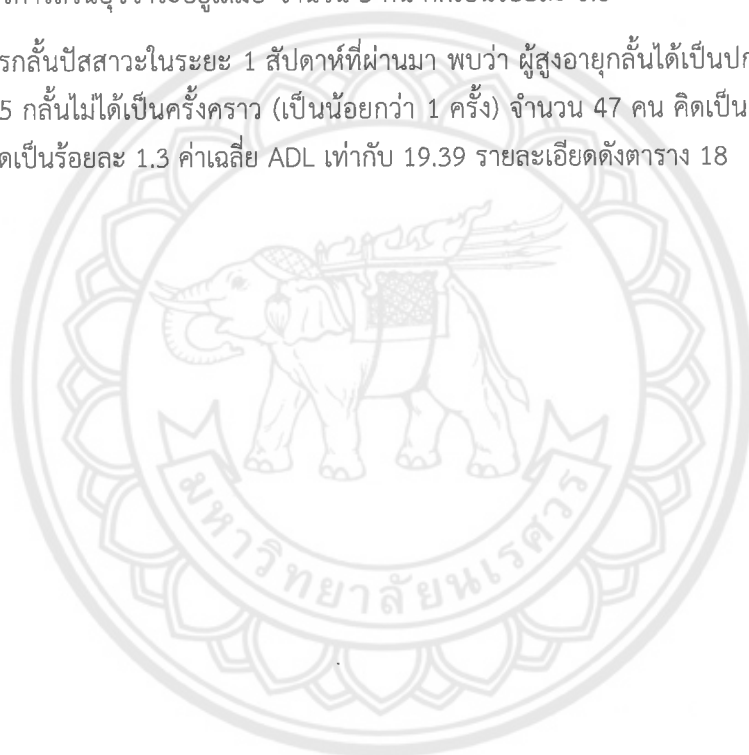 รกลั้นปัสสาวะในระยะ 1 สัปดาห์ที่ผ่านมา พบว่า ผู้สูงอายุกลั้นได้เป็นปก
5 กลั้นไม่ได้เป็นครั้งคราว (เป็นน้อยกว่า 1 ครั้ง) จำนวน 47 คน คิดเป็น
ดเป็นร้อยละ 1.3 ค่าเฉลี่ย ADL เท่ากับ 19.39 รายละเอียดดังตาราง 18
มหาวิทยาลัยนเรศวร